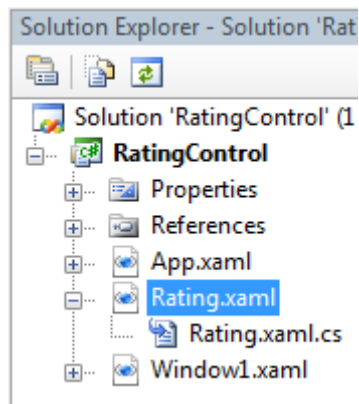 Solution Explorer - Solution 'Rat
Solution 'RatingControl' (1
C# RatingControl
Properties
References
App.xaml
Rating.xaml
Rating.xaml.cs
Window1.xaml